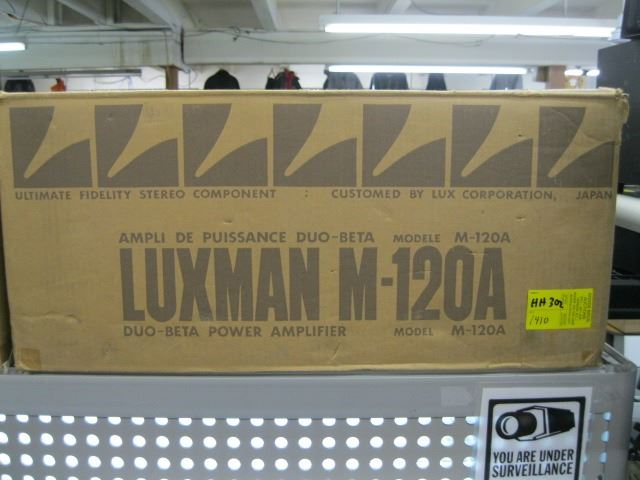 ULTIMATE FIDELITY STEREO COMPONENT CUSTOMED BY LUX CORPORATION, JAPAN
AMPLI DE PUISSANCE DUO-BETA MODELE M-120A
LUXMAN M-120A
DUO-BETA POWER AMPLIFIER MODEL M-120A
HH 302
1410
YOU ARE UNDER
SURVEILLANCE